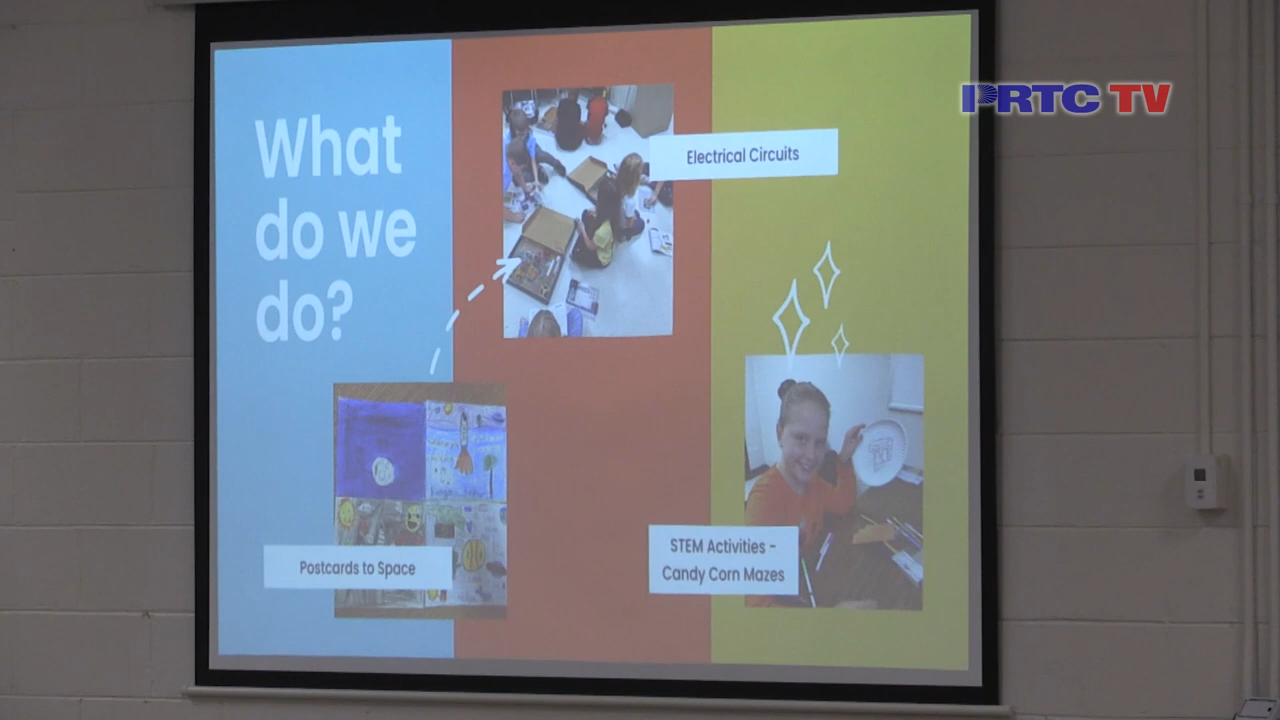 PRTC TV
What
do we
do?
Electrical Circuits
Postcards to Space
STEM Activities -
Candy Corn Mazes